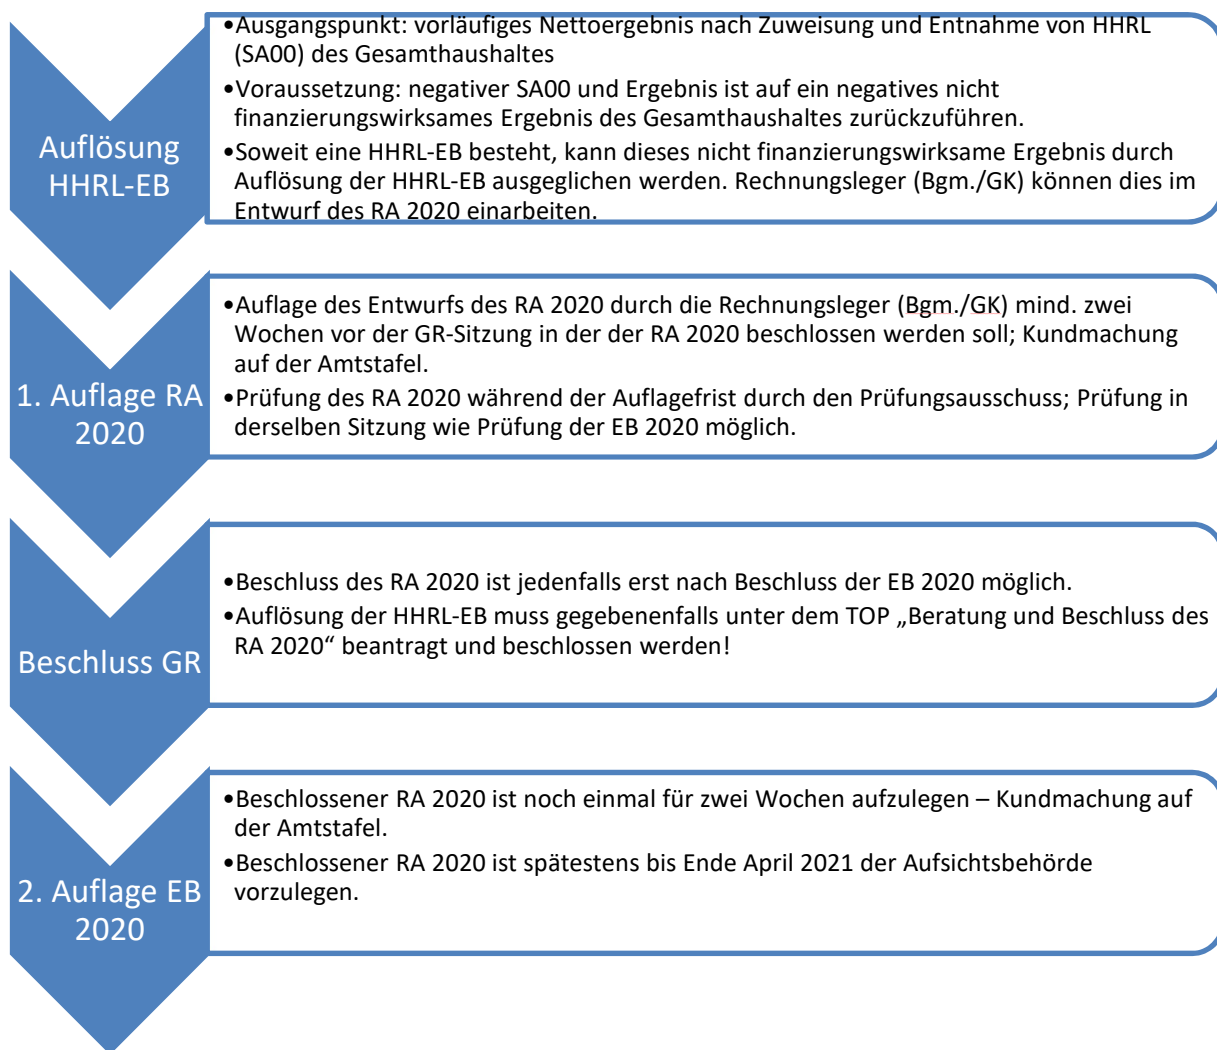 Auflösung
HHRL-EB
•Ausgangspunkt: vorläufiges Nettoergebnis nach Zuweisung und Entnahme von HHRL
(SA00) des Gesamthaushaltes
•Voraussetzung: negativer SA00 und Ergebnis ist auf ein negatives nicht
finanzierungswirksames Ergebnis des Gesamthaushaltes zurückzuführen.
•Soweit eine HHRL-EB besteht, kann dieses nicht finanzierungswirksame Ergebnis durch
Auflösung der HHRL-EB ausgeglichen werden. Rechnungsleger (Bgm./GK) können dies im
Entwurf des RA 2020 einarbeiten.
1. Auflage RA
2020
•Auflage des Entwurfs des RA 2020 durch die Rechnungsleger (Bgm./GK) mind. zwei
Wochen vor der GR-Sitzung in der der RA 2020 beschlossen werden soll; Kundmachung
auf der Amtstafel.
•Prüfung des RA 2020 während der Auflagefrist durch den Prüfungsausschuss; Prüfung in
derselben Sitzung wie Prüfung der EB 2020 möglich.
Beschluss GR
•Beschluss des RA 2020 ist jedenfalls erst nach Beschluss der EB 2020 möglich.
•Auflösung der HHRL-EB muss gegebenenfalls unter dem TOP „Beratung und Beschluss des
RA 2020“ beantragt und beschlossen werden!
2. Auflage EB
2020
•Beschlossener RA 2020 ist noch einmal für zwei Wochen aufzulegen – Kundmachung auf
der Amtstafel.
•Beschlossener RA 2020 ist spätestens bis Ende April 2021 der Aufsichtsbehörde
vorzulegen.